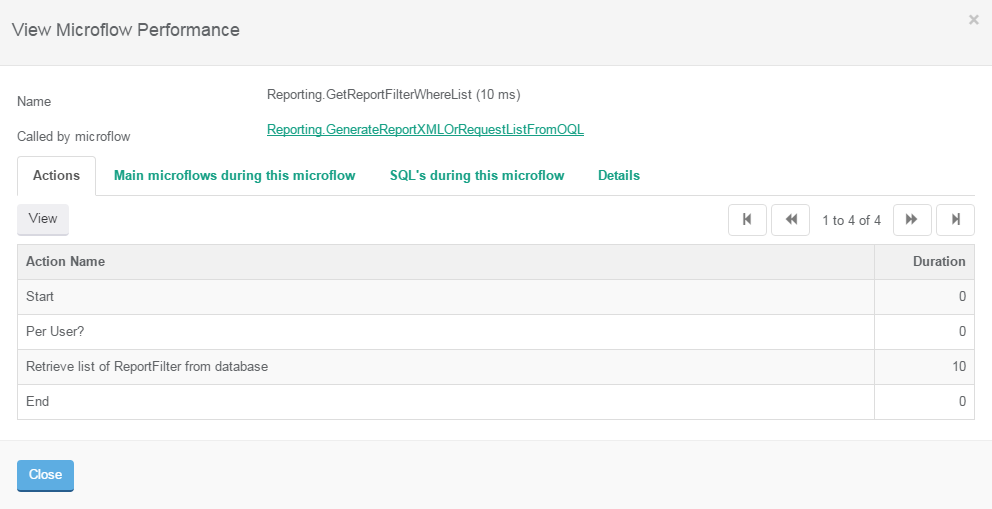 View Microflow Performance
×
Name Reporting.GetReportFilterWhereList (10 ms)
Called by microflow Reporting.GenerateReportXMLOrRequestListFromOQL
Actions Main microflows during this microflow SQL's during this microflow Details
View 1 to 4 of 4
Action Name Duration
Start 0
Per User? 0
Retrieve list of ReportFilter from database 10
End 0
Close